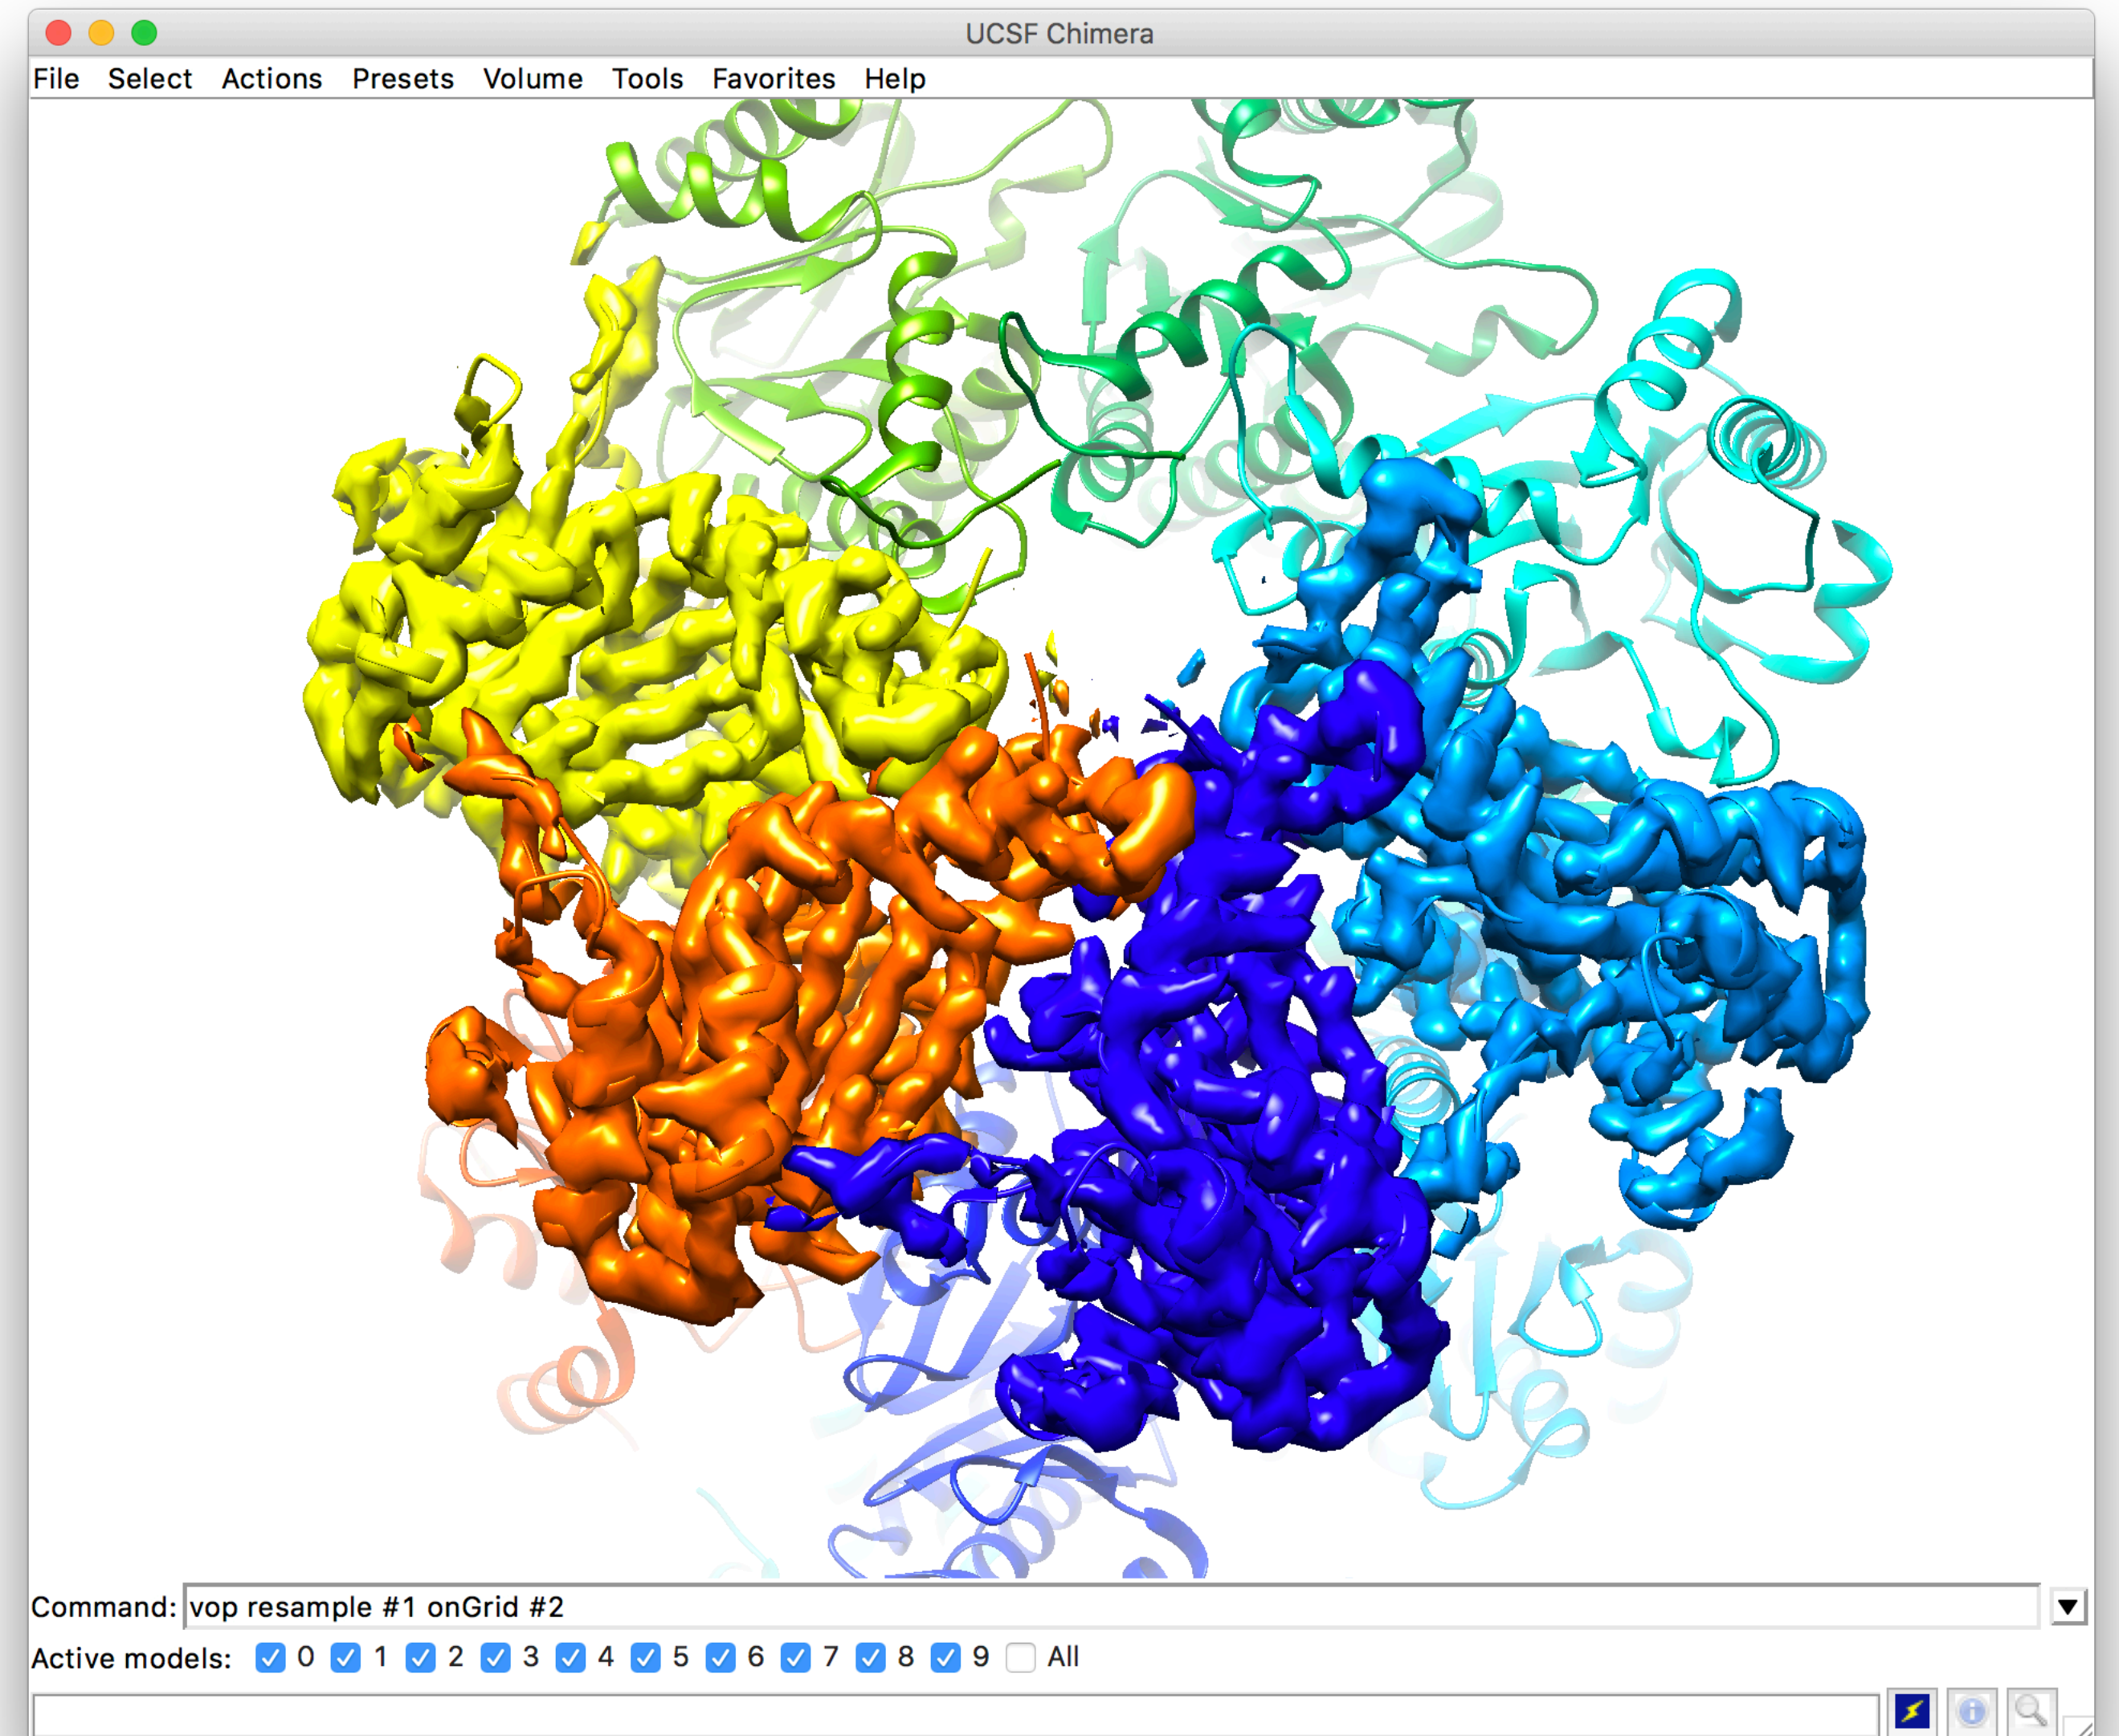 UCSF Chimera
File Select Actions Presets Volume Tools Favorites Help
Command: vop resample #1 onGrid #2
Active models: 0 1 2 3 4 5 6 7 8 9 All